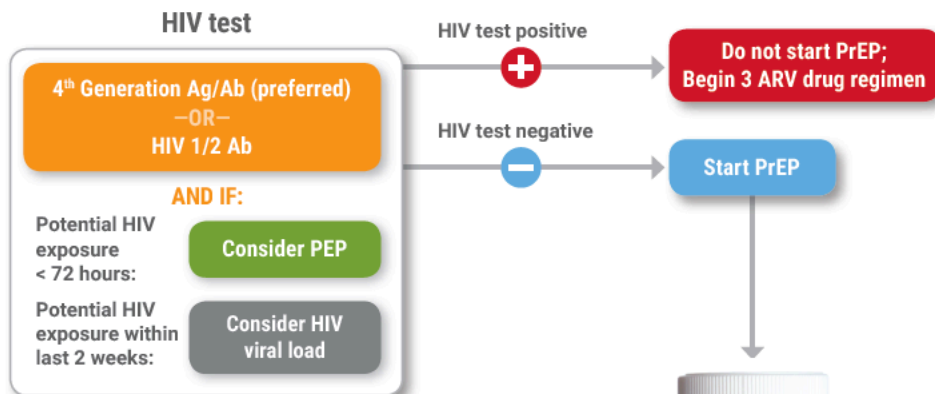 HIV test
4th Generation Ag/Ab (preferred)
—OR—
HIV 1/2 Ab
AND IF:
Potential HIV
exposure
< 72 hours:
Consider PEP
Potential HIV
exposure within
last 2 weeks:
Consider HIV
viral load
HIV test positive
Do not start PrEP;
Begin 3 ARV drug regimen
HIV test negative
Start PrEP